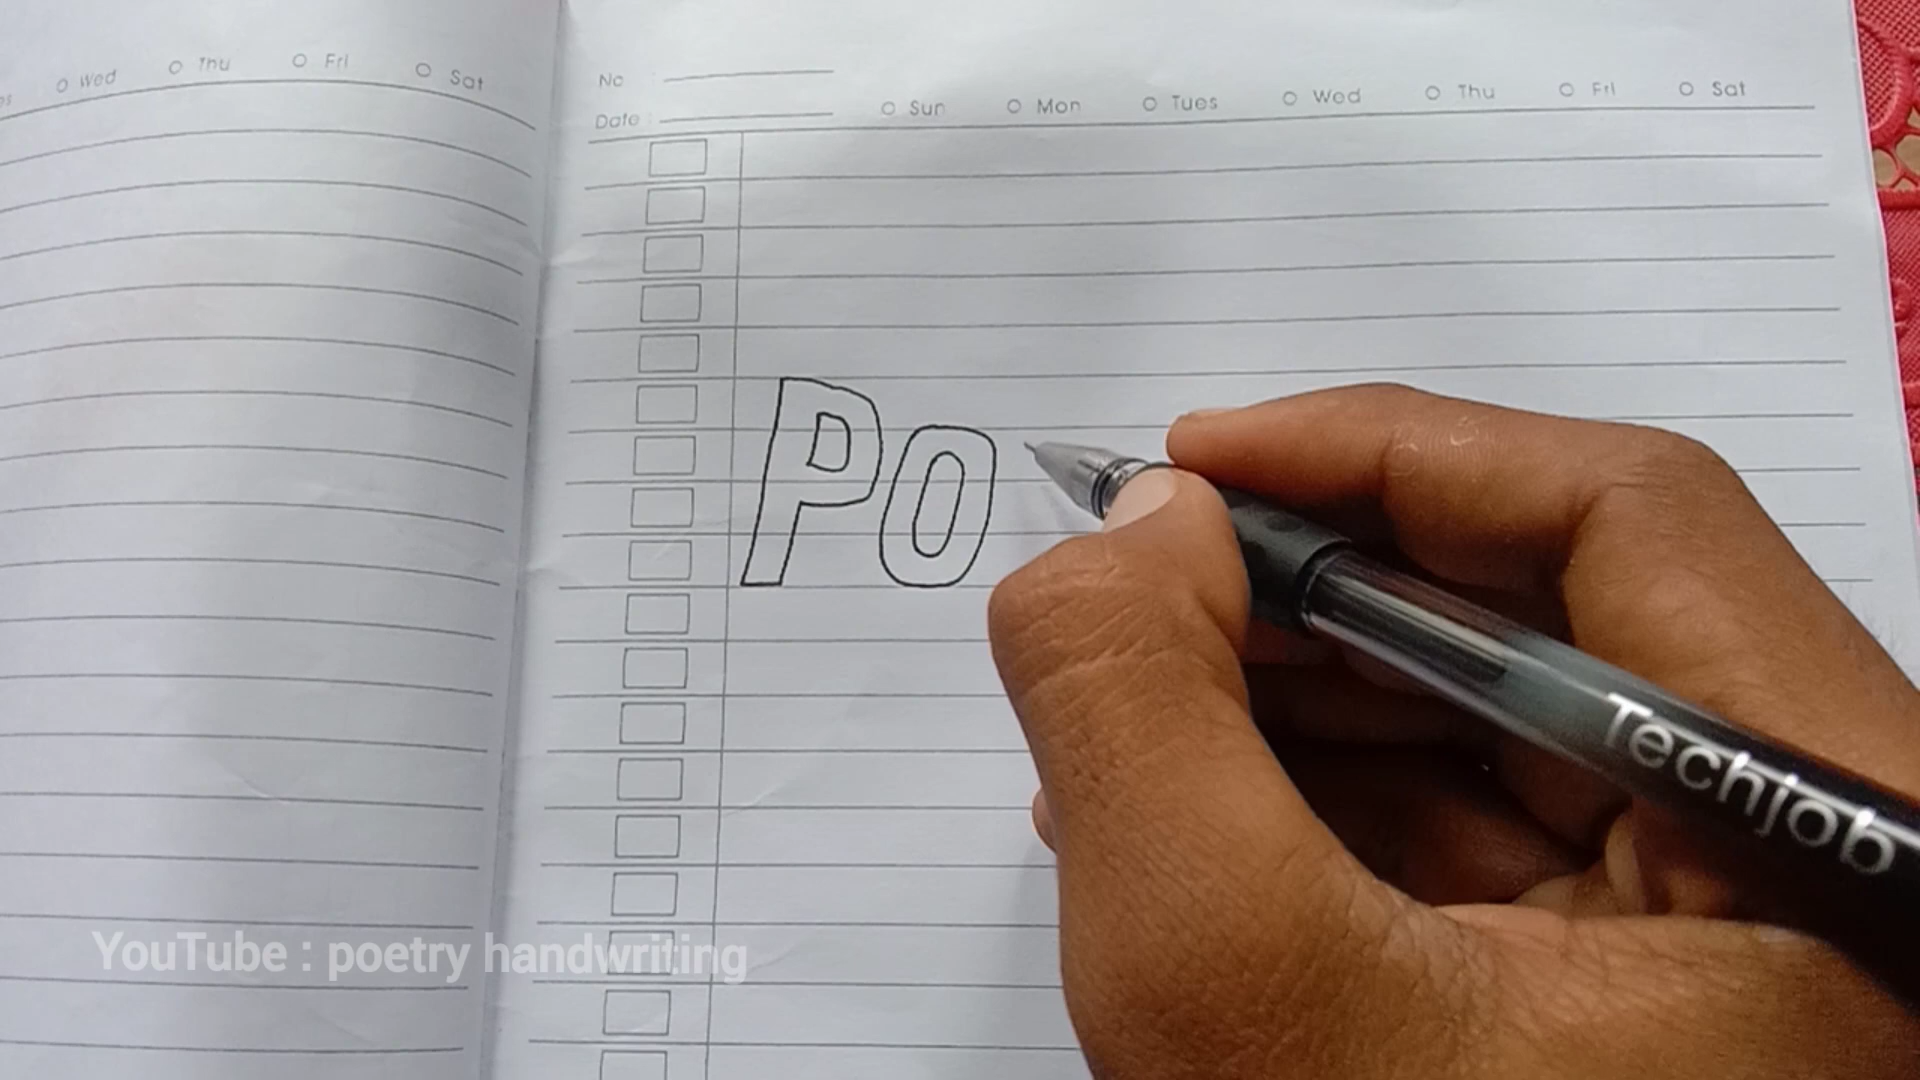 Wed Thu Fri Sat
No :
Date : Sun Mon Tues Wed Thu Fri Sat
Po
Techjob
YouTube : poetry handwriting